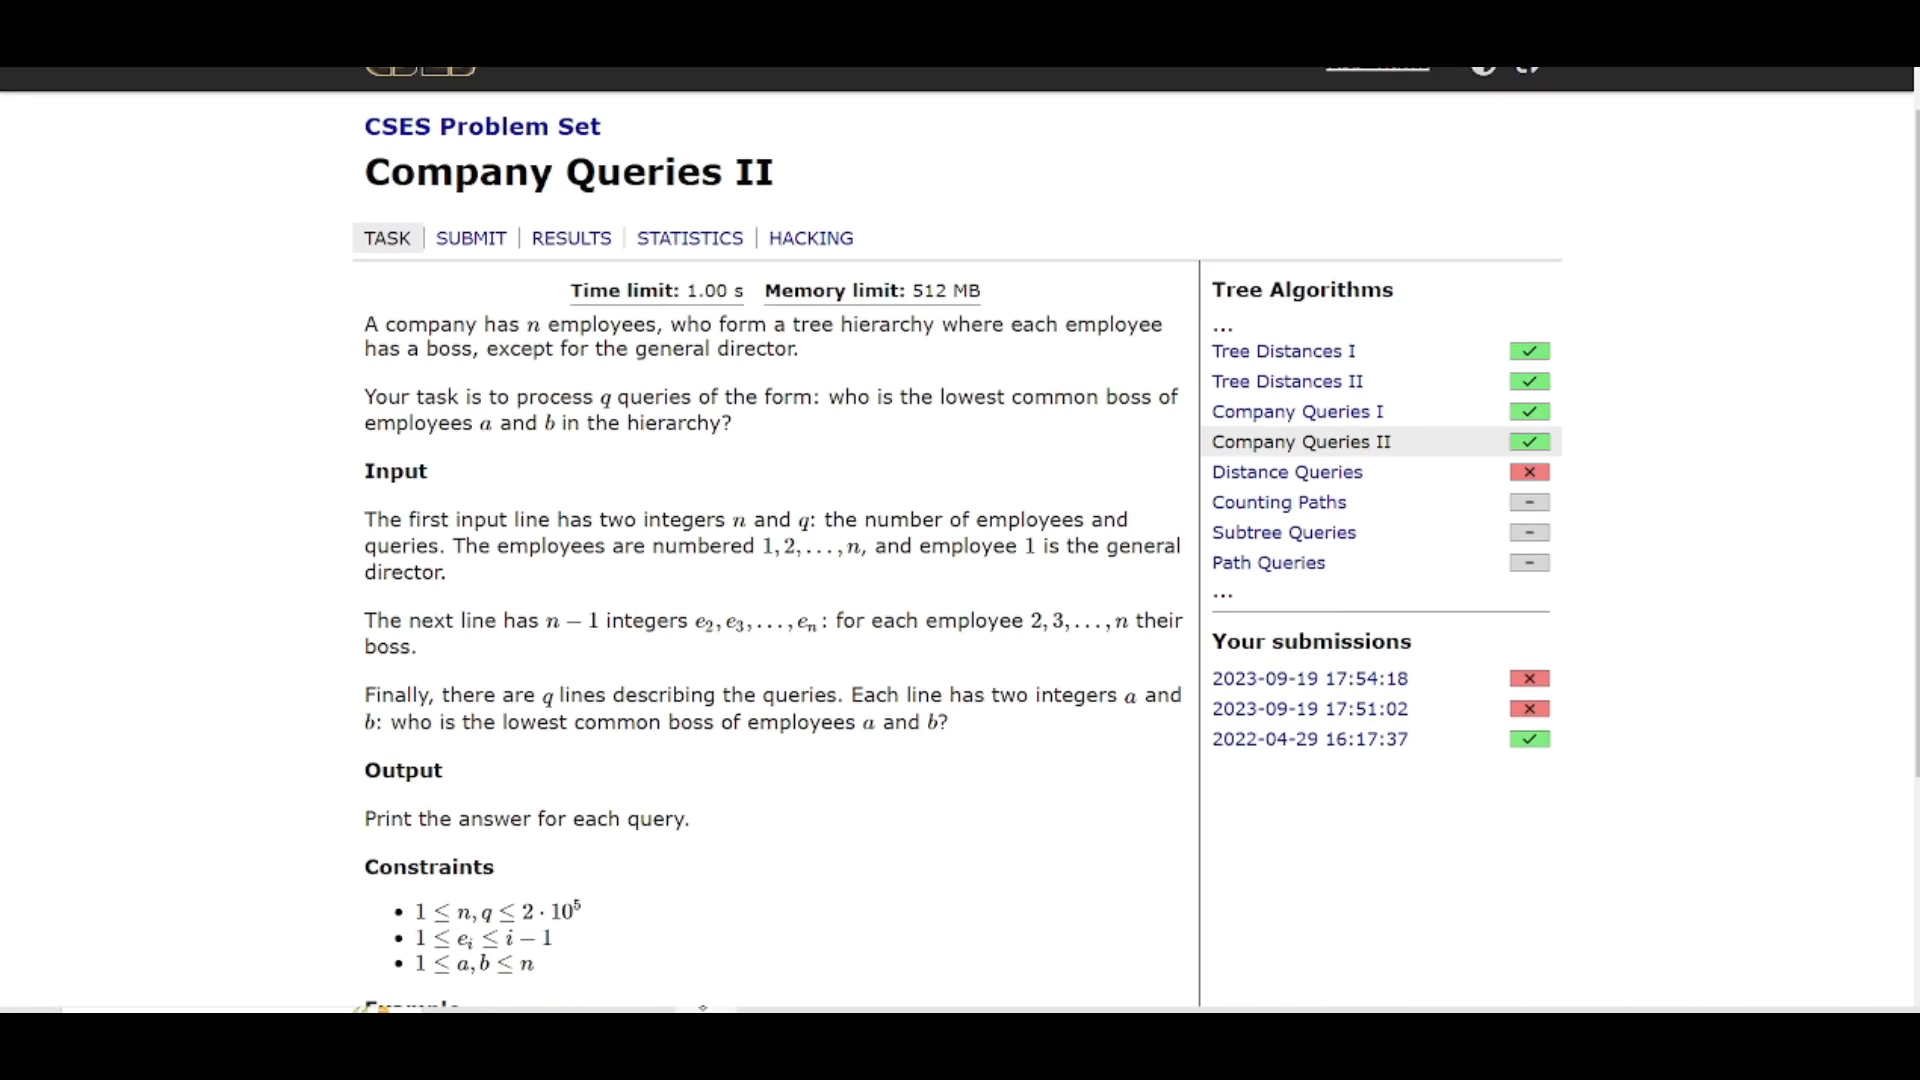 CSES Problem Set
Company Queries II
TASK | SUBMIT | RESULTS | STATISTICS | HACKING
Time limit: 1.00 s Memory limit: 512 MB
A company has n employees, who form a tree hierarchy where each employee
has a boss, except for the general director.
Your task is to process q queries of the form: who is the lowest common boss of
employees a and b in the hierarchy?
Input
The first input line has two integers n and q: the number of employees and
queries. The employees are numbered 1, 2, . . . , n, and employee 1 is the general
director.
The next line has n − 1 integers e₂, e₃, . . . , eₙ: for each employee 2, 3, . . . , n their
boss.
Finally, there are q lines describing the queries. Each line has two integers a and
b: who is the lowest common boss of employees a and b?
Output
Print the answer for each query.
Constraints
• 1 ≤ n, q ≤ 2 · 10⁵
• 1 ≤ eᵢ ≤ i − 1
• 1 ≤ a, b ≤ n
Example
Tree Algorithms
...
Tree Distances I
Tree Distances II
Company Queries I
Company Queries II
Distance Queries
Counting Paths
Subtree Queries
Path Queries
...
Your submissions
2023-09-19 17:54:18
2023-09-19 17:51:02
2022-04-29 16:17:37